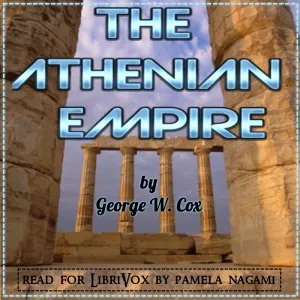 THE
ATHENIAN
EMPIRE
by
George W. Cox
READ FOR LIBRIVOX BY PAMELA NAGAMI